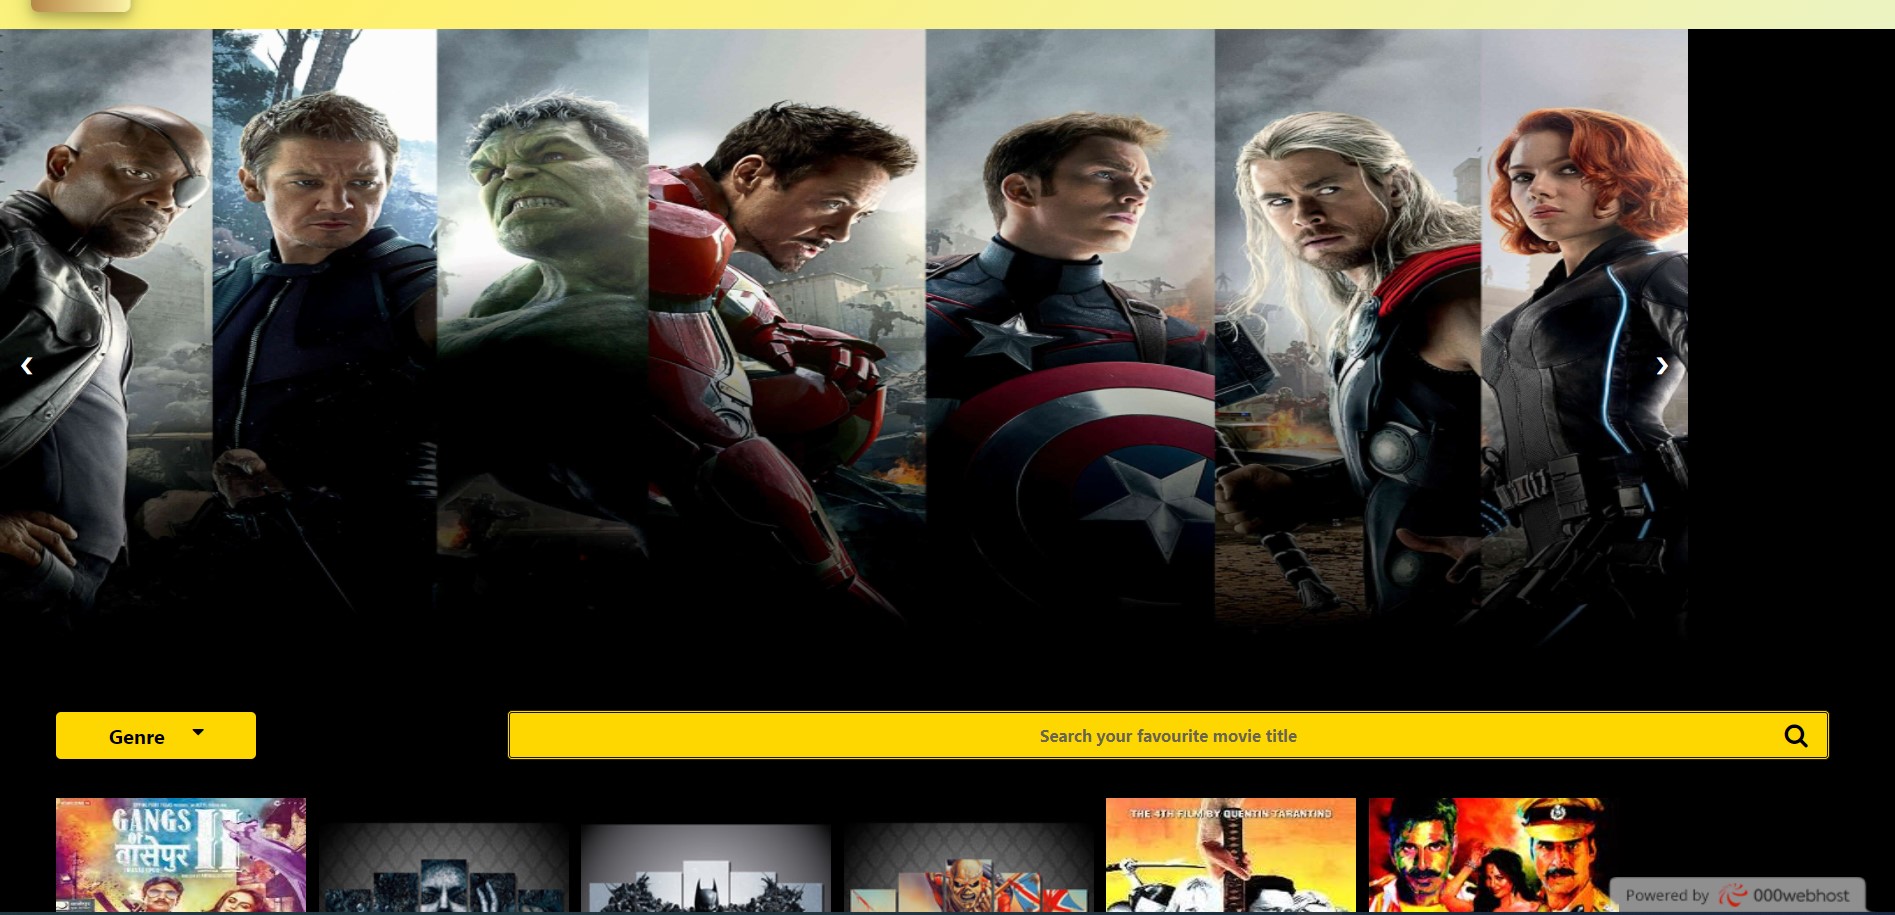 Genre
Search your favourite movie title
GANGS
of
वासेपुर II
THE 4TH FILM BY QUENTIN TARANTINO
Powered by 000webhost